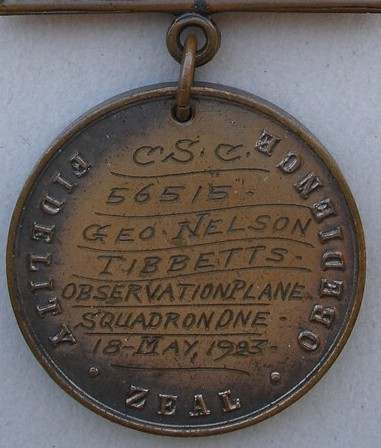 FIDELITY
OBEDIENCE
C.S.C.
56515.
GEO. NELSON
TIBBETTS.
OBSERVATION PLANE.
SQUADRON ONE.
18-MAY, 1923-
· ZEAL ·